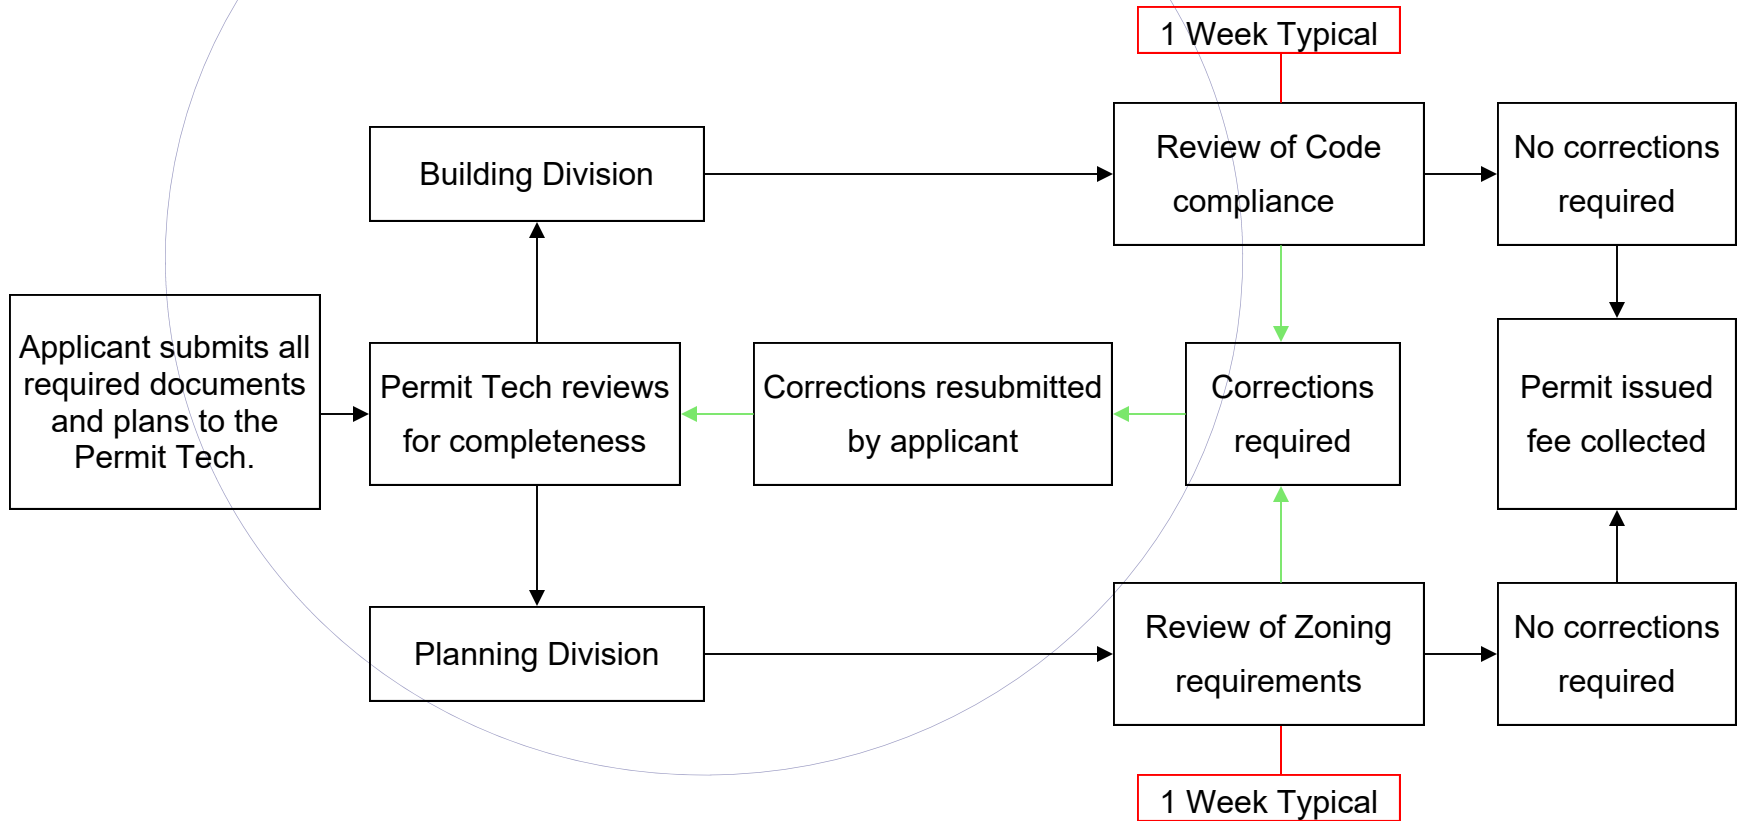 1 Week Typical
Building Division
Review of Code
compliance
No corrections
required
Applicant submits all
required documents
and plans to the
Permit Tech.
Permit Tech reviews
for completeness
Corrections resubmitted
by applicant
Corrections
required
Permit issued
fee collected
Planning Division
Review of Zoning
requirements
No corrections
required
1 Week Typical